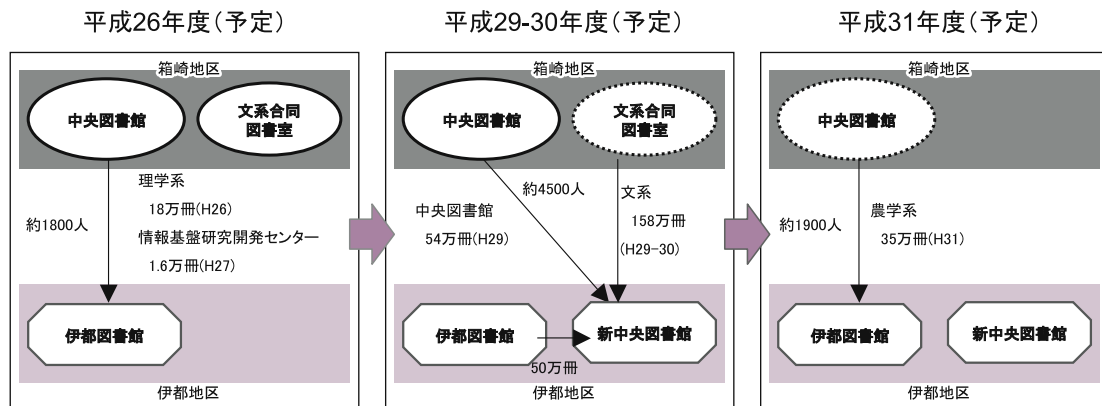 平成26年度(予定)
箱崎地区
中央図書館
文系合同
図書室
理学系
18万冊(H26)
約1800人
情報基盤研究開発センター
1.6万冊(H27)
伊都図書館
伊都地区
平成29-30年度(予定)
箱崎地区
中央図書館
文系合同
図書室
約4500人
文系
中央図書館
158万冊
54万冊(H29)
(H29-30)
伊都図書館
新中央図書館
50万冊
伊都地区
平成31年度(予定)
箱崎地区
中央図書館
農学系
約1900人
35万冊(H31)
伊都図書館
新中央図書館
伊都地区